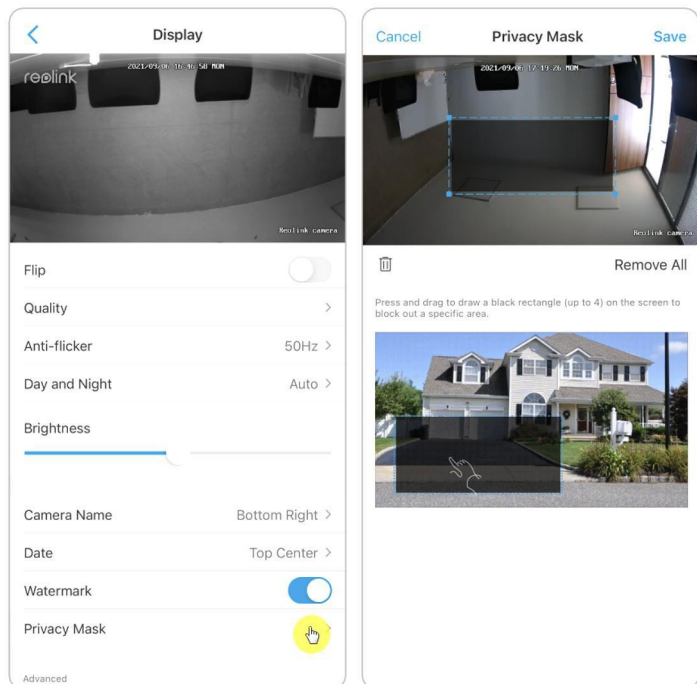 Display
reolink
2021/09/06 16:46:58 MON
Reolink camera
Flip
Quality
Anti-flicker
50Hz
Day and Night
Auto
Brightness
Camera Name
Bottom Right
Date
Top Center
Watermark
Privacy Mask
Advanced
Cancel
Privacy Mask
Save
2021/09/06 17:19:26 MON
Reolink camera
Remove All
Press and drag to draw a black rectangle (up to 4) on the screen to
block out a specific area.